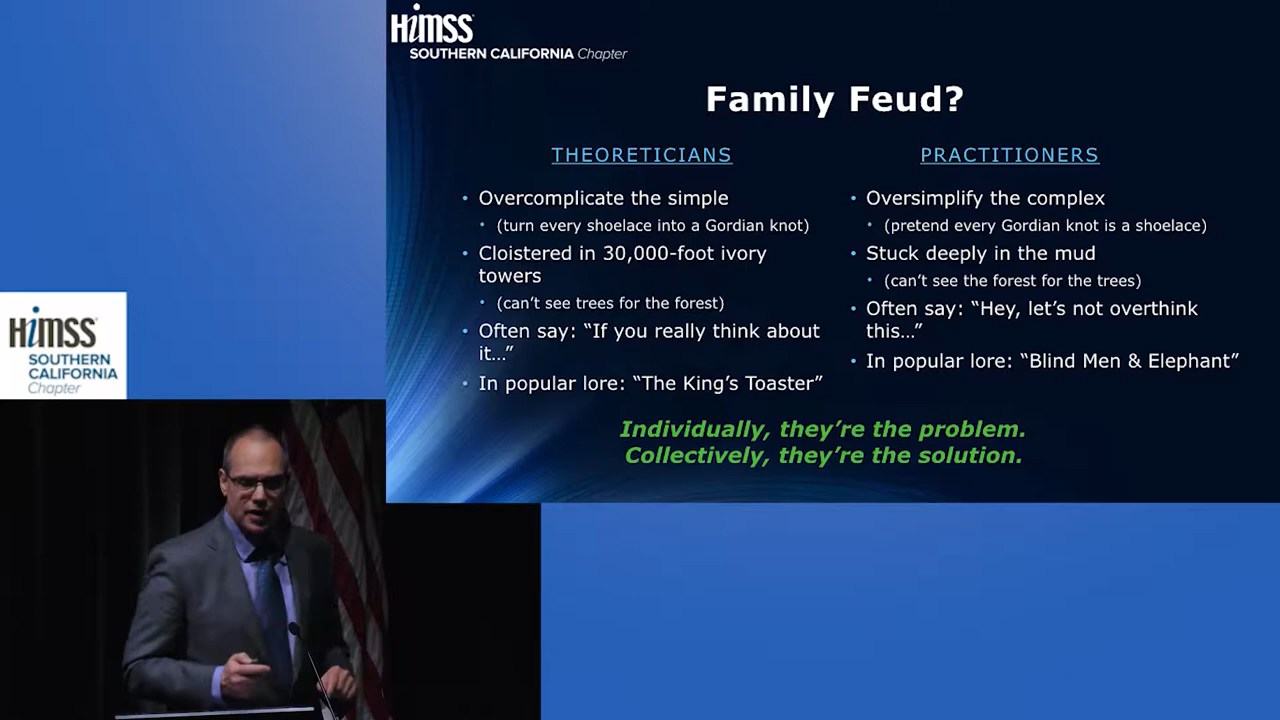 HiMSS
SOUTHERN CALIFORNIA Chapter
Family Feud?
THEORETICIANS
• Overcomplicate the simple
• (turn every shoelace into a Gordian knot)
• Cloistered in 30,000-foot ivory
towers
• (can’t see trees for the forest)
• Often say: “If you really think about
it…”
• In popular lore: “The King’s Toaster”
PRACTITIONERS
• Oversimplify the complex
• (pretend every Gordian knot is a shoelace)
• Stuck deeply in the mud
• (can’t see the forest for the trees)
• Often say: “Hey, let’s not overthink
this…”
• In popular lore: “Blind Men & Elephant”
Individually, they’re the problem.
Collectively, they’re the solution.
HiMSS
SOUTHERN
CALIFORNIA
Chapter